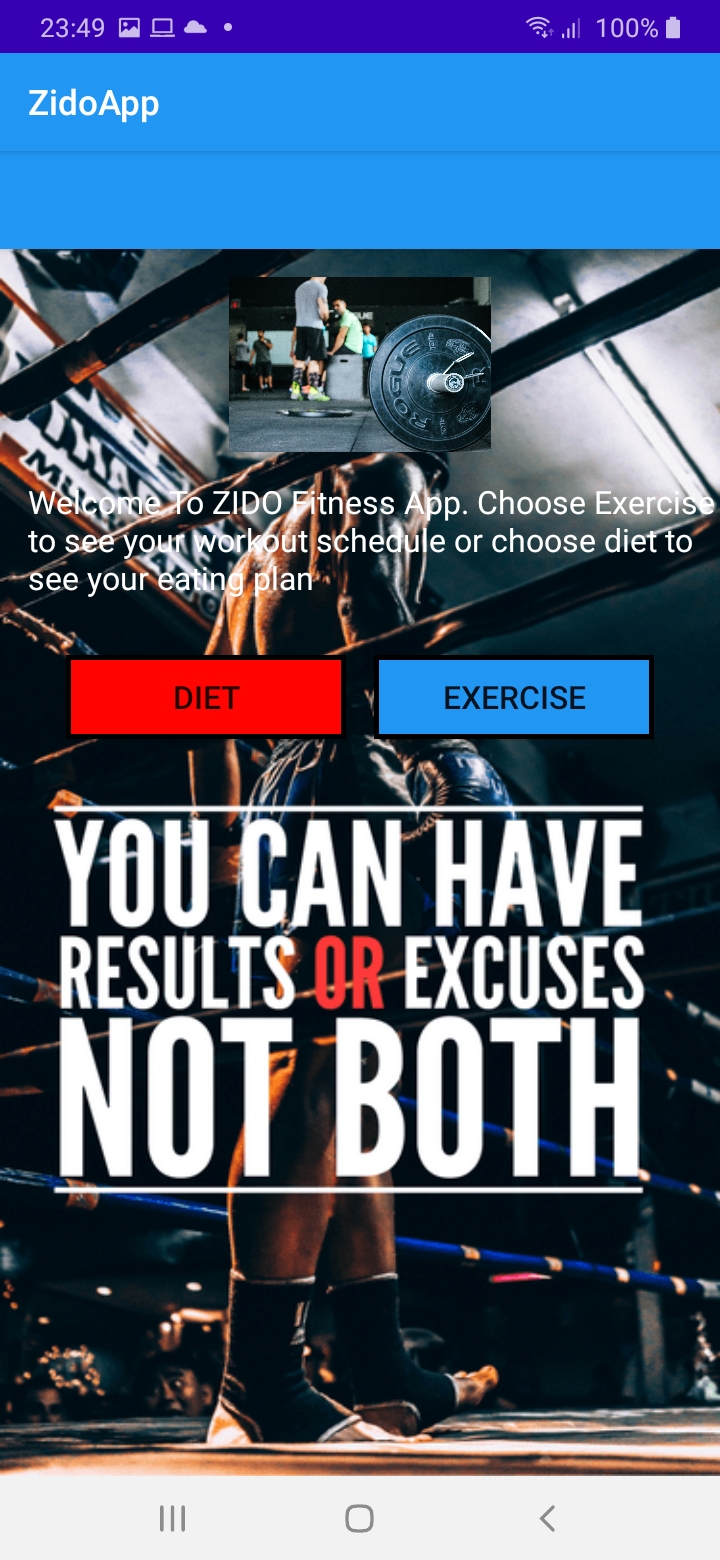 23:49
100%
ZidoApp
ROGUE
Welcome To ZIDO Fitness App. Choose Exercise
to see your workout schedule or choose diet to
see your eating plan
DIET
EXERCISE
YOU CAN HAVE
RESULTS OR EXCUSES
NOT BOTH